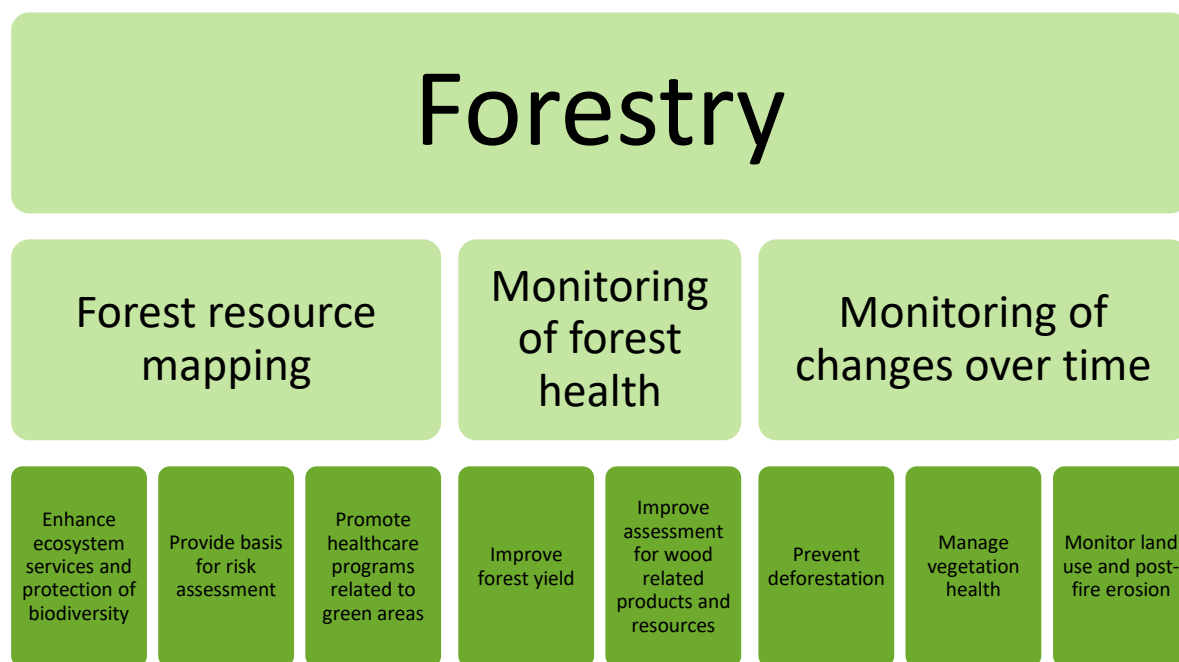 Forestry
Forest resource
mapping
Monitoring
of forest
health
Monitoring of
changes over time
Enhance
ecosystem
services and
protection of
biodiversity
Provide basis
for risk
assessment
Promote
healthcare
programs
related to
green areas
Improve
forest yield
Improve
assessment
for wood
related
products and
resources
Prevent
deforestation
Manage
vegetation
health
Monitor land
use and post-
fire erosion